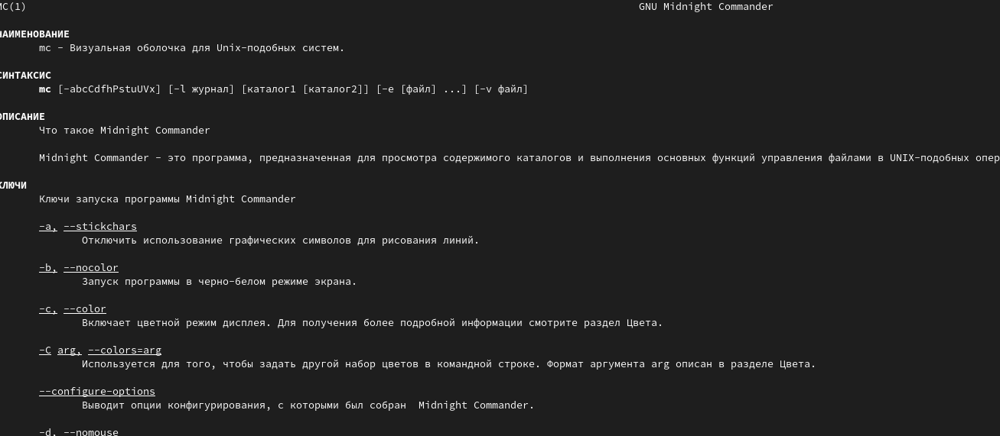 MC(1) GNU Midnight Commander
НАИМЕНОВАНИЕ
mc - Визуальная оболочка для Unix-подобных систем.
СИНТАКСИС
mc [-abcCdfhPstuUVx] [-l журнал] [каталог1 [каталог2]] [-e [файл] ...] [-v файл]
ОПИСАНИЕ
Что такое Midnight Commander
Midnight Commander - это программа, предназначенная для просмотра содержимого каталогов и выполнения основных функций управления файлами в UNIX-подобных опер
КЛЮЧИ
Ключи запуска программы Midnight Commander
-a, --stickchars
Отключить использование графических символов для рисования линий.
-b, --nocolor
Запуск программы в черно-белом режиме экрана.
-c, --color
Включает цветной режим дисплея. Для получения более подробной информации смотрите раздел Цвета.
-C arg, --colors=arg
Используется для того, чтобы задать другой набор цветов в командной строке. Формат аргумента arg описан в разделе Цвета.
--configure-options
Выводит опции конфигурирования, с которыми был собран  Midnight Commander.
-d, --nomouse